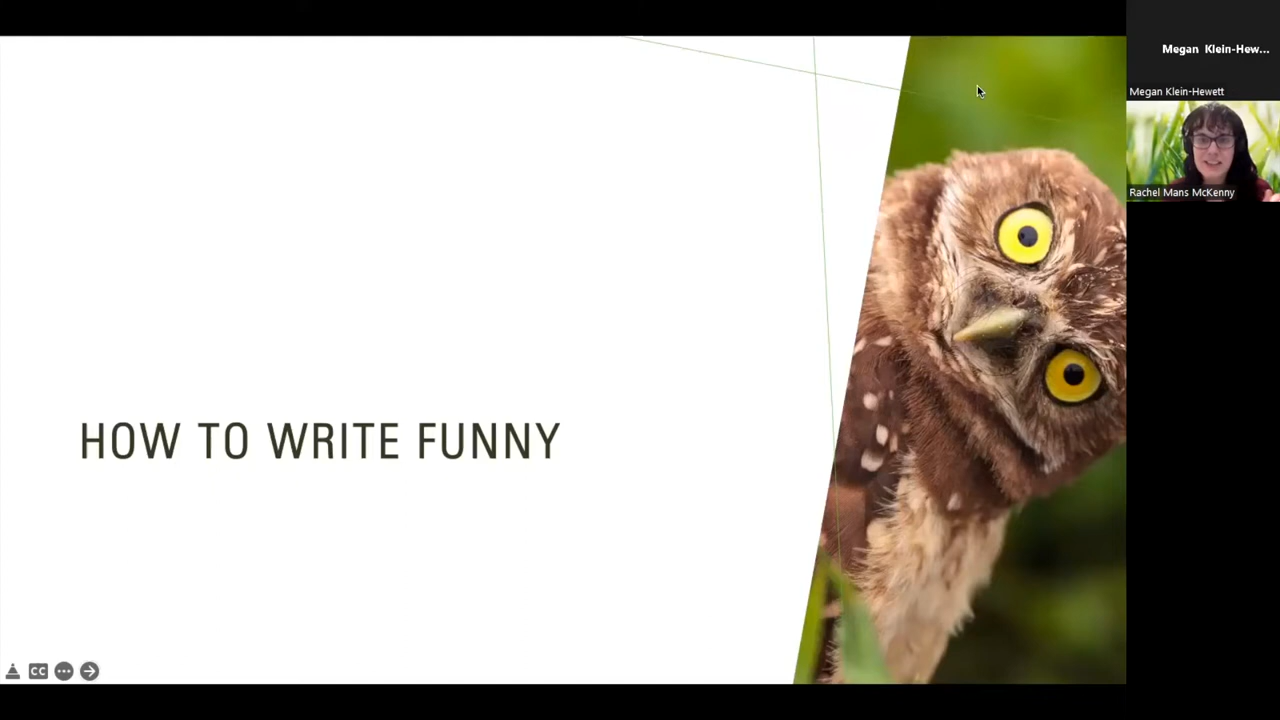 Megan Klein-Hew...
Megan Klein-Hewett
Rachel Mans McKenny
HOW TO WRITE FUNNY
CC